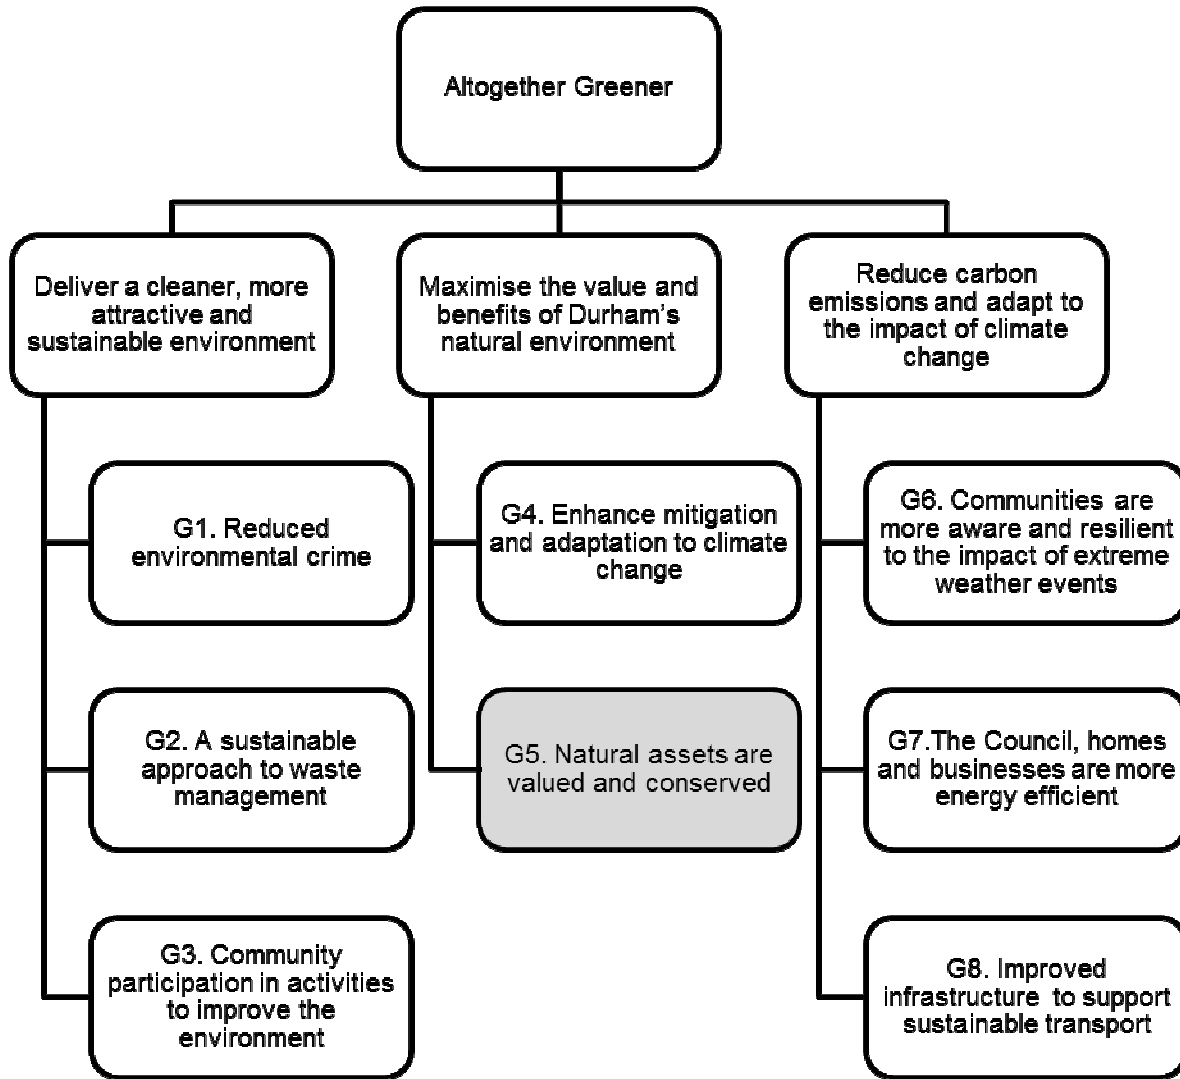 Altogether Greener
Deliver a cleaner, more
attractive and
sustainable environment
Maximise the value and
benefits of Durham's
natural environment
Reduce carbon
emissions and adapt to
the impact of climate
change
G1. Reduced
environmental crime
G4. Enhance mitigation
and adaptation to climate
change
G6. Communities are
more aware and resilient
to the impact of extreme
weather events
G2. A sustainable
approach to waste
management
G5. Natural assets are
valued and conserved
G7.The Council, homes
and businesses are more
energy efficient
G3. Community
participation in activities
to improve the
environment
G8. Improved
infrastructure to support
sustainable transport